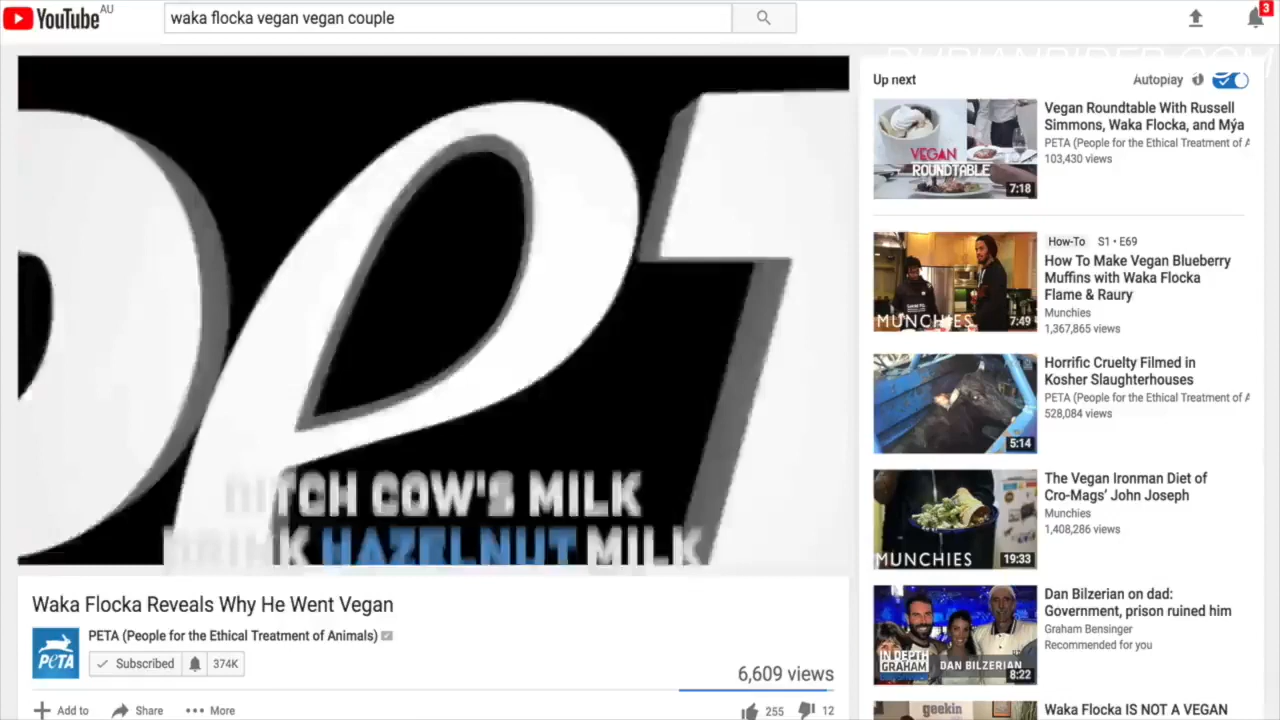 YouTube AU
waka flocka vegan vegan couple
3
DURIANRIDER.COM
DITCH COW'S MILK
DRINK HAZELNUT MILK
Waka Flocka Reveals Why He Went Vegan
PETA
PETA (People for the Ethical Treatment of Animals)
Subscribed 374K
6,609 views
Add to Share More
255 12
Up next
Autoplay
VEGAN
ROUNDTABLE
7:18
Vegan Roundtable With Russell
Simmons, Waka Flocka, and Mýa
PETA (People for the Ethical Treatment of A
103,430 views
MUNCHIES
7:49
How-To S1 • E69
How To Make Vegan Blueberry
Muffins with Waka Flocka
Flame & Raury
Munchies
1,367,865 views
5:14
Horrific Cruelty Filmed in
Kosher Slaughterhouses
PETA (People for the Ethical Treatment of A
528,084 views
MUNCHIES
19:33
The Vegan Ironman Diet of
Cro-Mags' John Joseph
Munchies
1,408,286 views
IN DEPTH
GRAHAM
DAN BILZERIAN
8:22
Dan Bilzerian on dad:
Government, prison ruined him
Graham Bensinger
Recommended for you
geekin
Waka Flocka IS NOT A VEGAN